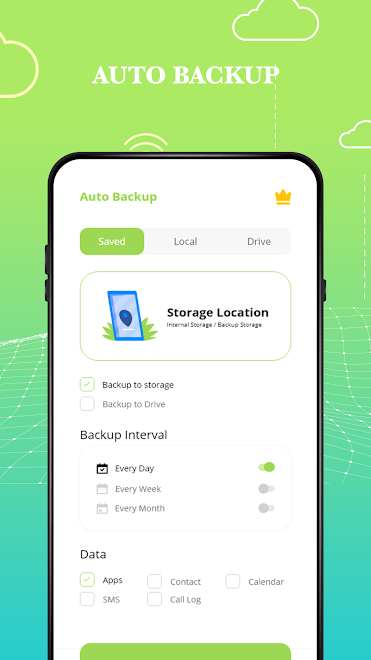 AUTO BACKUP
Auto Backup
Saved Local Drive
Storage Location
Internal Storage / Backup Storage
Backup to storage
Backup to Drive
Backup Interval
Every Day
Every Week
Every Month
Data
Apps Contact Calendar
SMS Call Log